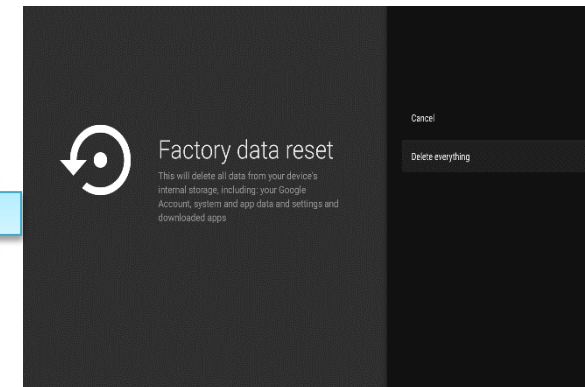 Factory data reset
This will delete all data from your device's
internal storage, including: your Google
Account, system and app data and settings and
downloaded apps
Cancel
Delete everything